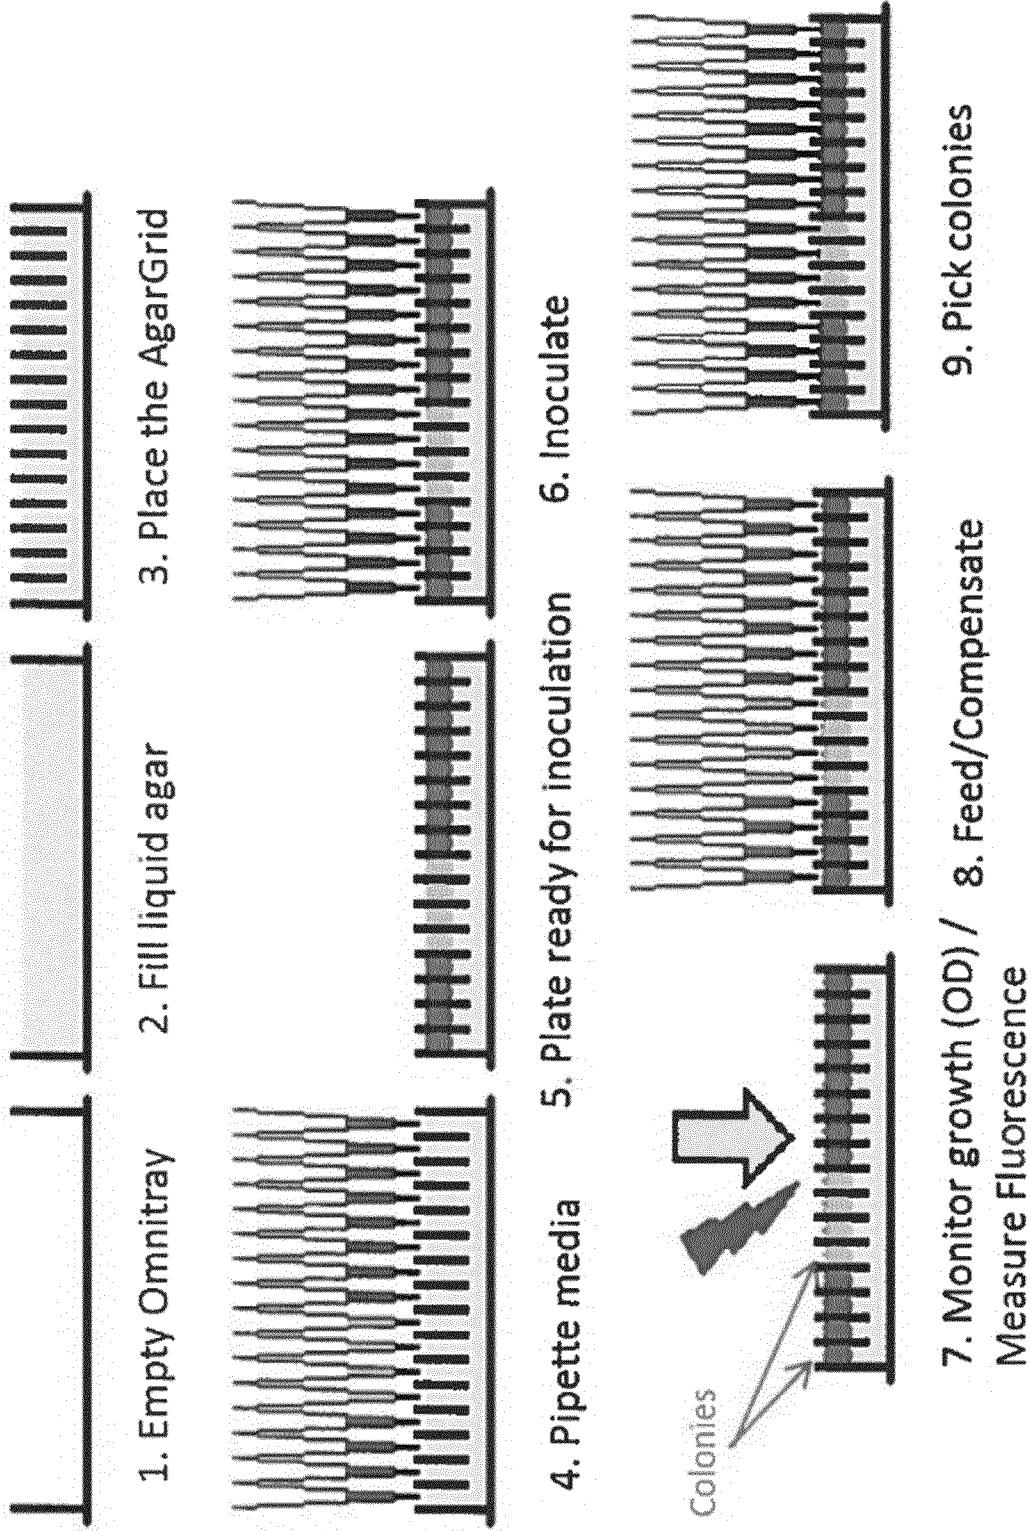 1. Empty Omnitray
2. Fill liquid agar
3. Place the AgarGrid
4. Pipette media
5. Plate ready for inoculation
6. Inoculate
Colonies
7. Monitor growth (OD) /
Measure Fluorescence
8. Feed/Compensate
9. Pick colonies